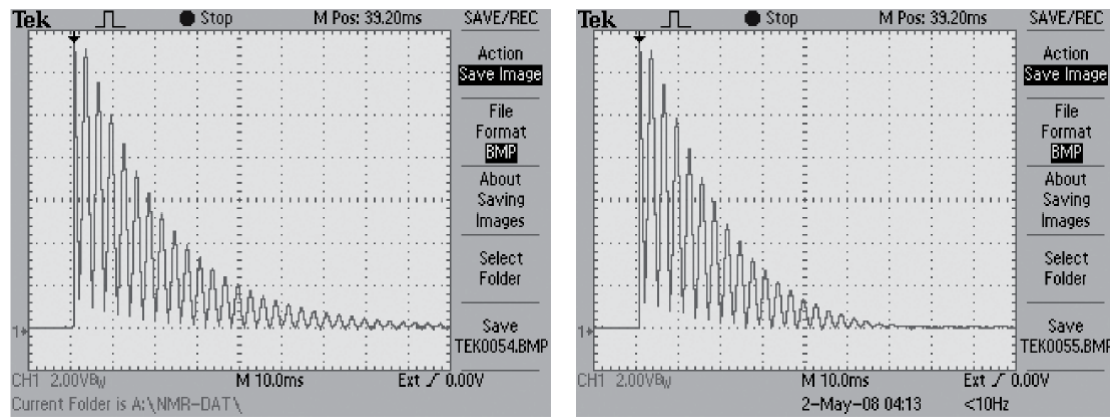 Tek Stop M Pos: 39.20ms SAVE/REC
Action
Save Image
File
Format
BMP
About
Saving
Images
Select
Folder
Save
TEK0054.BMP
1
CH1 2.00VBW M 10.0ms Ext 0.00V
Current Folder is A:\NMR-DAT\
Tek Stop M Pos: 39.20ms SAVE/REC
Action
Save Image
File
Format
BMP
About
Saving
Images
Select
Folder
Save
TEK0055.BMP
1
CH1 2.00VBW M 10.0ms Ext 0.00V
2-May-08 04:13 <10Hz